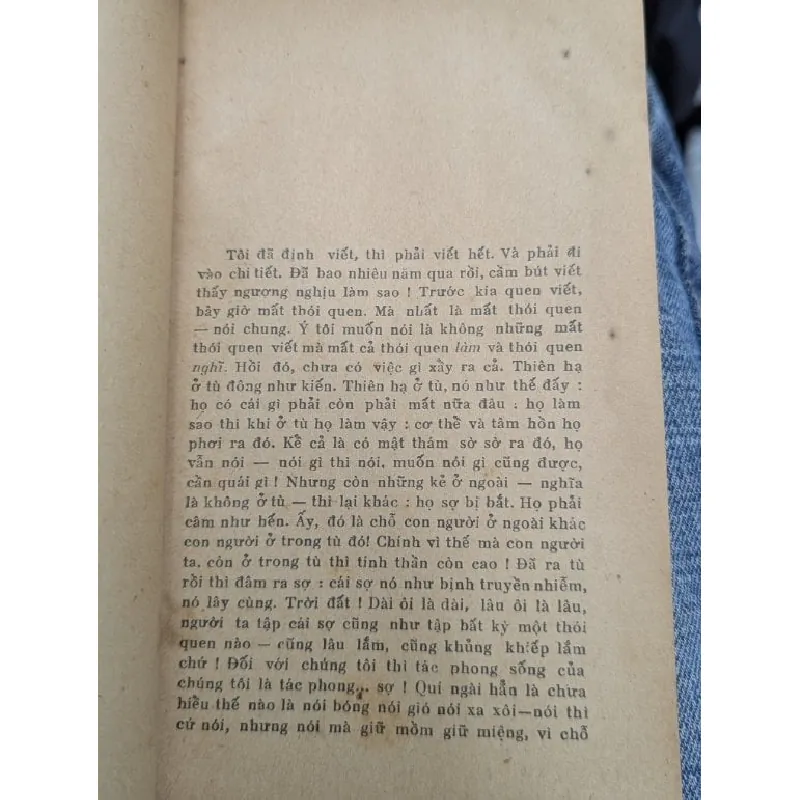 Tôi đã định viết, thì phải viết hết. Và phải đi
vào chi tiết. Đã bao nhiêu năm qua rồi, cầm bút viết
thấy ngượng nghịu làm sao ! Trước kia quen viết,
bây giờ mất thói quen. Mà nhất là mất thói quen
— nói chung. Ý tôi muốn nói là không những mất
thói quen viết mà mất cả thói quen làm và thói quen
nghĩ. Hồi đó, chưa có việc gì xẩy ra cả. Thiên hạ
ở tù đông như kiến. Thiên hạ ở tù, nó như thế đấy :
họ có cái gì phải còn phải mất nữa đâu : họ làm
sao thì khi ở tù họ làm vậy : cơ thể và tâm hồn họ
phơi ra đó. Kể cả là có mật thám sờ sờ ra đó, họ
vẫn nói — nói gì thì nói, muốn nói gì cũng được,
cần quái gì ! Nhưng còn những kẻ ở ngoài — nghĩa
là không ở tù — thì lại khác : họ sợ bị bắt. Họ phải
câm như hến. Ấy, đó là chỗ con người ở ngoài khác
con người ở trong tù đó! Chính vì thế mà con người
ta, còn ở trong tù thì tinh thần còn cao ! Đã ra tù
rồi thì đâm ra sợ : cái sợ nó như bịnh truyền nhiễm,
nó lây cùng. Trời đất ! Dài ôi là dài, lâu ôi là lâu,
người ta tập cái sợ cũng như tập bất kỳ một thói
quen nào — cũng lâu lắm, cũng khủng khiếp lắm
chứ ! Đối với chúng tôi thì tác phong sống của
chúng tôi là tác phong... sợ ! Quí ngài hẳn là chưa
hiểu thế nào là nói bóng nói gió nói xa xôi—nói thì
cứ nói, nhưng nói mà giữ mồm giữ miệng, vì chỗ